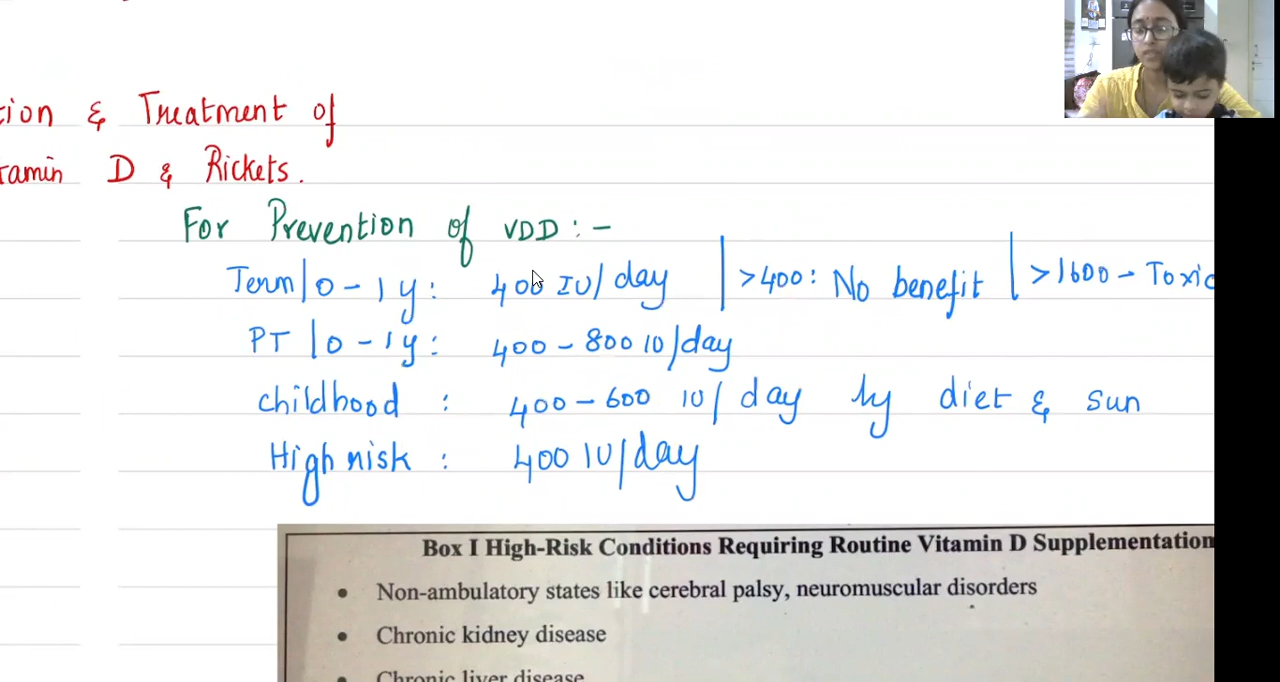 tion & Treatment of
tamin D & Rickets.
For Prevention of VDD :-
Term | 0 - 1 y : 400 IU/day | >400 : No benefit | >1600 - Toxic
PT | 0 - 1 y : 400 - 800 IU/day
childhood : 400 - 600 IU/day by diet & sun
High risk : 400 IU/day
Box I High-Risk Conditions Requiring Routine Vitamin D Supplementation
• Non-ambulatory states like cerebral palsy, neuromuscular disorders
• Chronic kidney disease
• Chronic liver disease